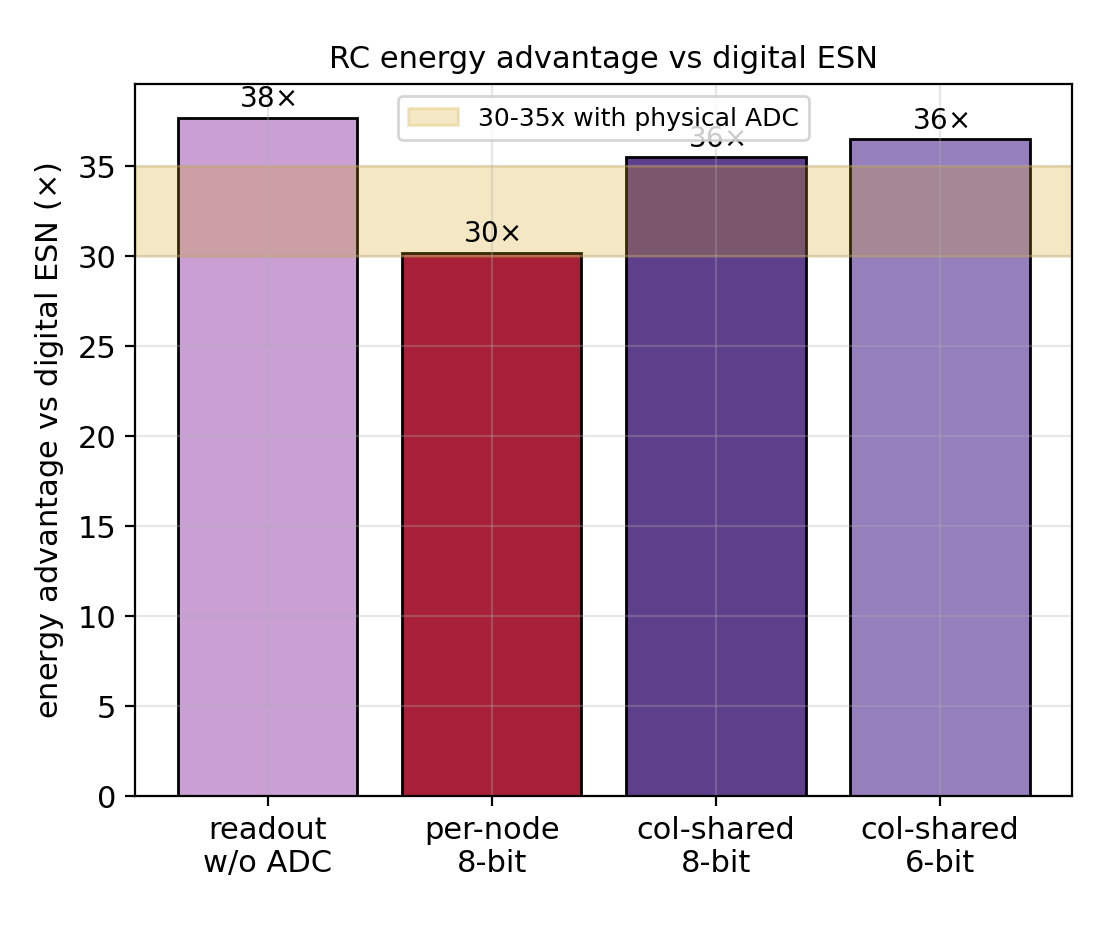 RC energy advantage vs digital ESN
38×
30-35x with physical ADC
36×
36×
30×
energy advantage vs digital ESN (×)
35
30
25
20
15
10
5
0
readout
w/o ADC
per-node
8-bit
col-shared
8-bit
col-shared
6-bit